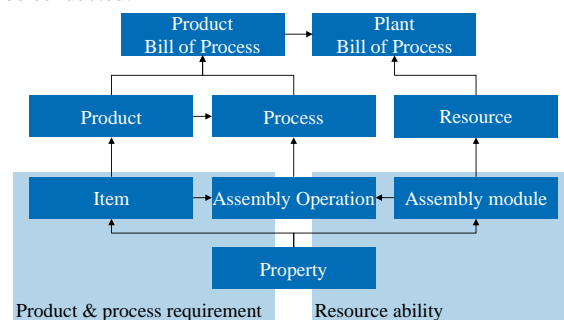 Product
Bill of Process
Plant
Bill of Process
Product
Process
Resource
Item
Assembly Operation
Assembly module
Property
Product & process requirement
Resource ability